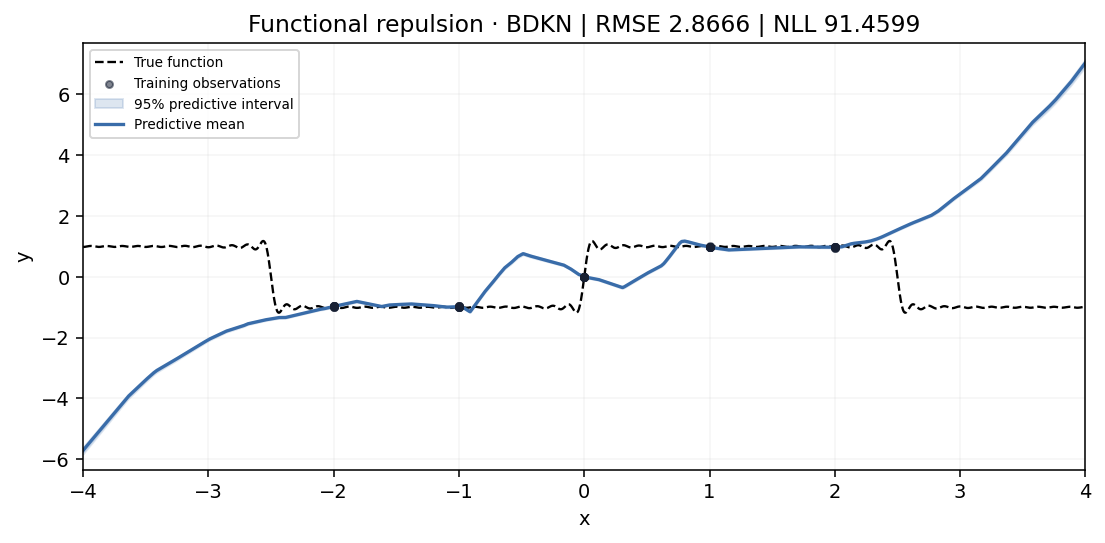 Functional repulsion · BDKN | RMSE 2.8666 | NLL 91.4599
True function
Training observations
95% predictive interval
Predictive mean
y
6
4
2
0
−2
−4
−6
−4 −3 −2 −1 0 1 2 3 4
x